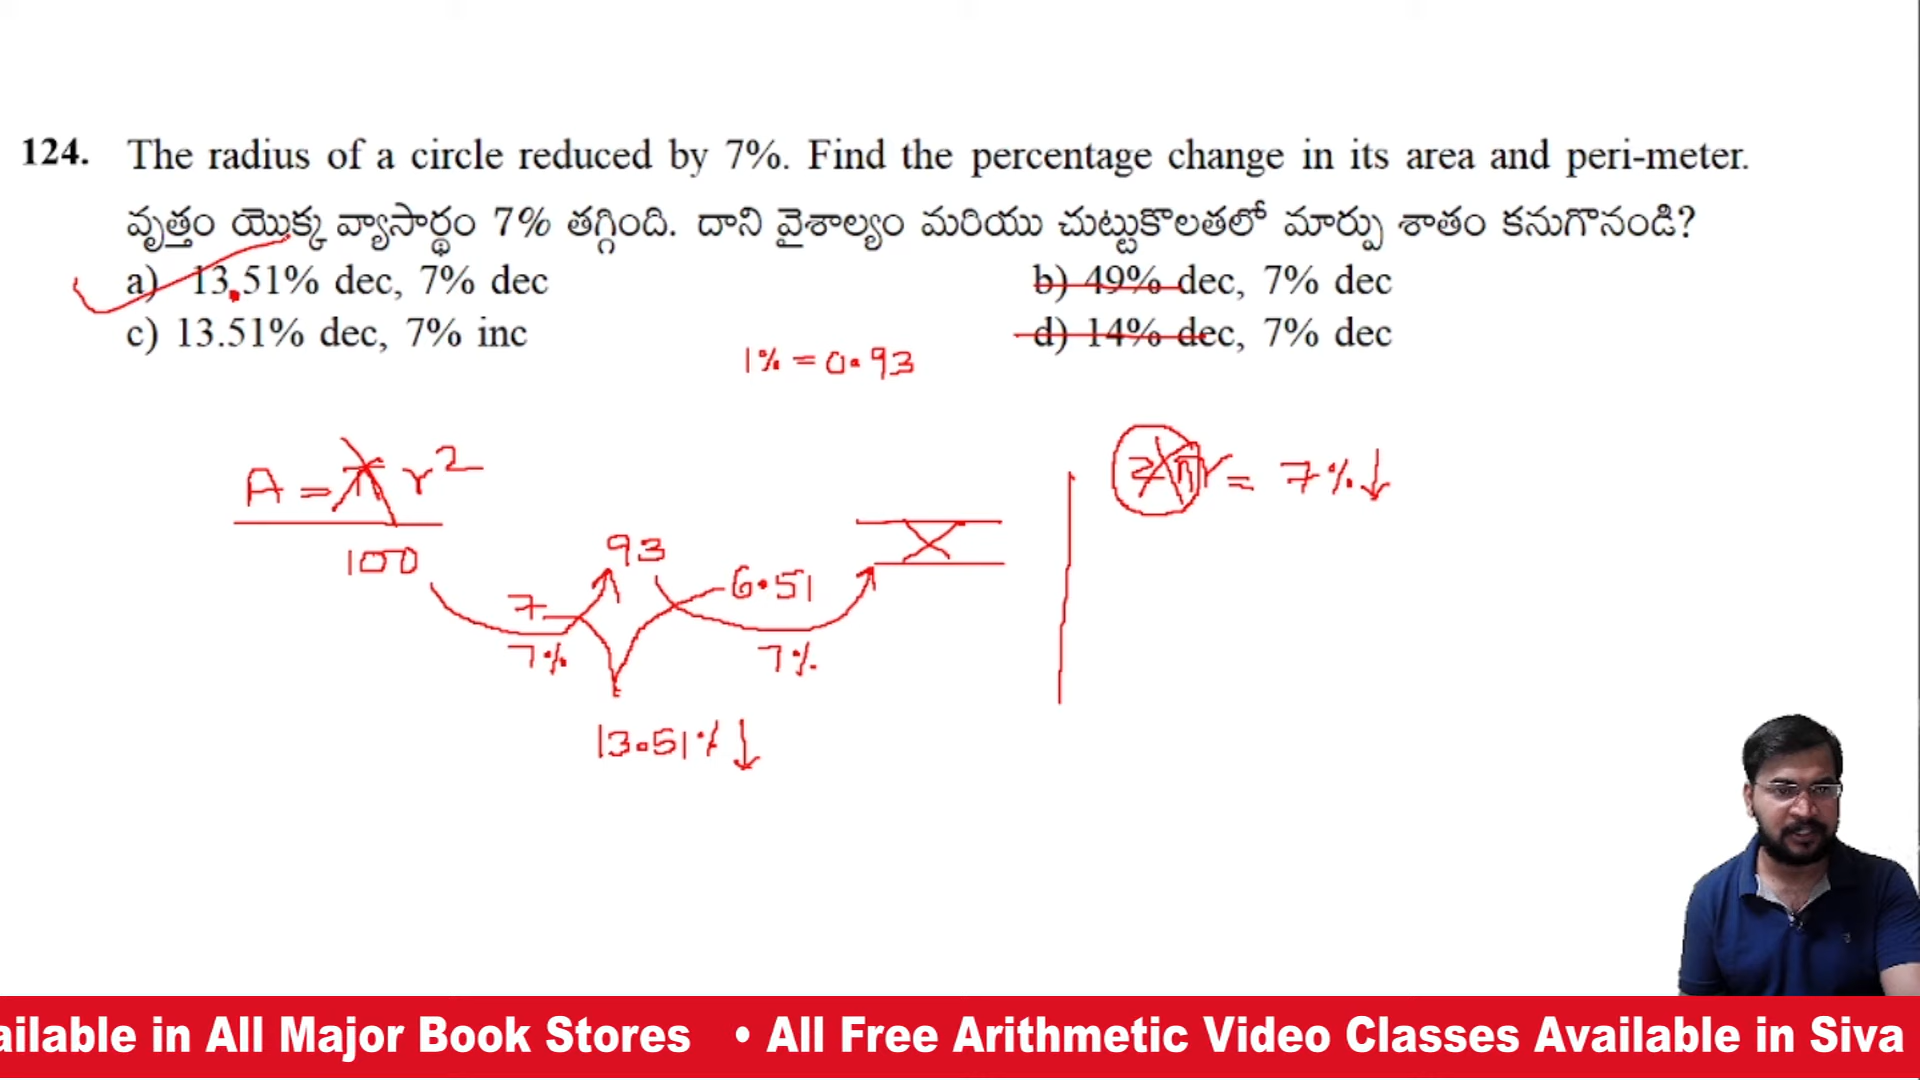 124. The radius of a circle reduced by 7%. Find the percentage change in its area and peri-meter.
వృత్తం యొక్క వ్యాసార్థం 7% తగ్గింది. దాని వైశాల్యం మరియు చుట్టుకొలతలో మార్పు శాతం కనుగొనండి?
a) 13.51% dec, 7% dec b) 49% dec, 7% dec
c) 13.51% dec, 7% inc d) 14% dec, 7% dec
1% = 0.93
A = π r² 2πr = 7% ↓
100 93
7 6.51
7% 7%
13.51% ↓
ailable in All Major Book Stores • All Free Arithmetic Video Classes Available in Siva